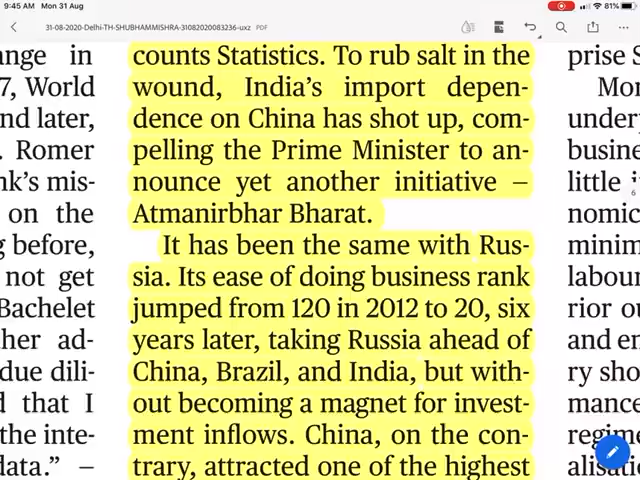 9:45 AM Mon 31 Aug
81%
31-08-2020-Delhi-TH-SHUBHAMMISHRA-31082020083236-uxz PDF
ange in
7, World
nd later,
. Romer
nk's mis-
on the
g before,
not get
Bachelet
her ad-
due dili-
d that I
the inte-
data." –
counts Statistics. To rub salt in the
wound, India's import depen-
dence on China has shot up, com-
pelling the Prime Minister to an-
nounce yet another initiative –
Atmanirbhar Bharat.
It has been the same with Rus-
sia. Its ease of doing business rank
jumped from 120 in 2012 to 20, six
years later, taking Russia ahead of
China, Brazil, and India, but with-
out becoming a magnet for invest-
ment inflows. China, on the con-
trary, attracted one of the highest
prise S
Mor
under
busine
little i
6
nomic
minim
labou
rior ou
and en
ry sho
mance
regime
alisatio